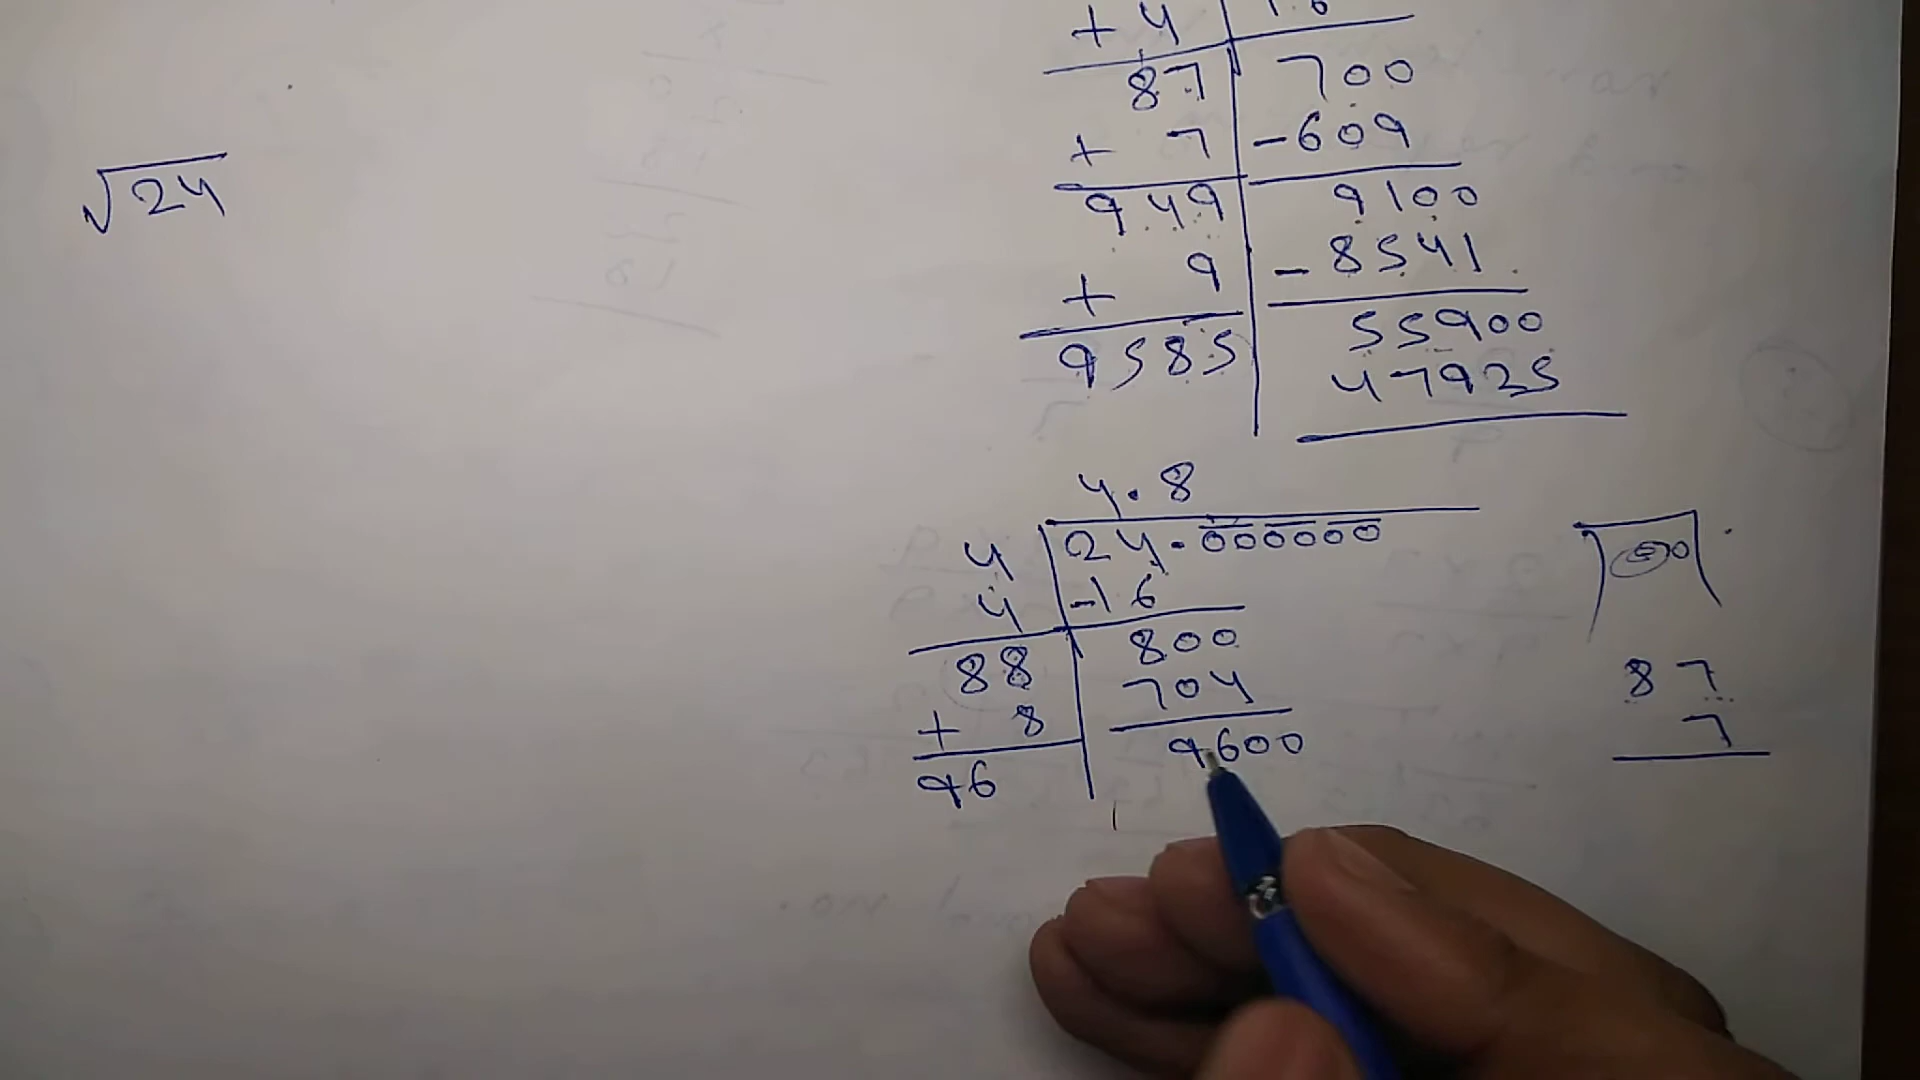 + 4
87 | 700
+ 7 | -609
949 | 9100
+ 9 | -8541
9585 | 55900
47925
√24
4.8
4 | 24.000000
4 | -16
88 | 800
+ 8 | 704
96 | 9600
87
7